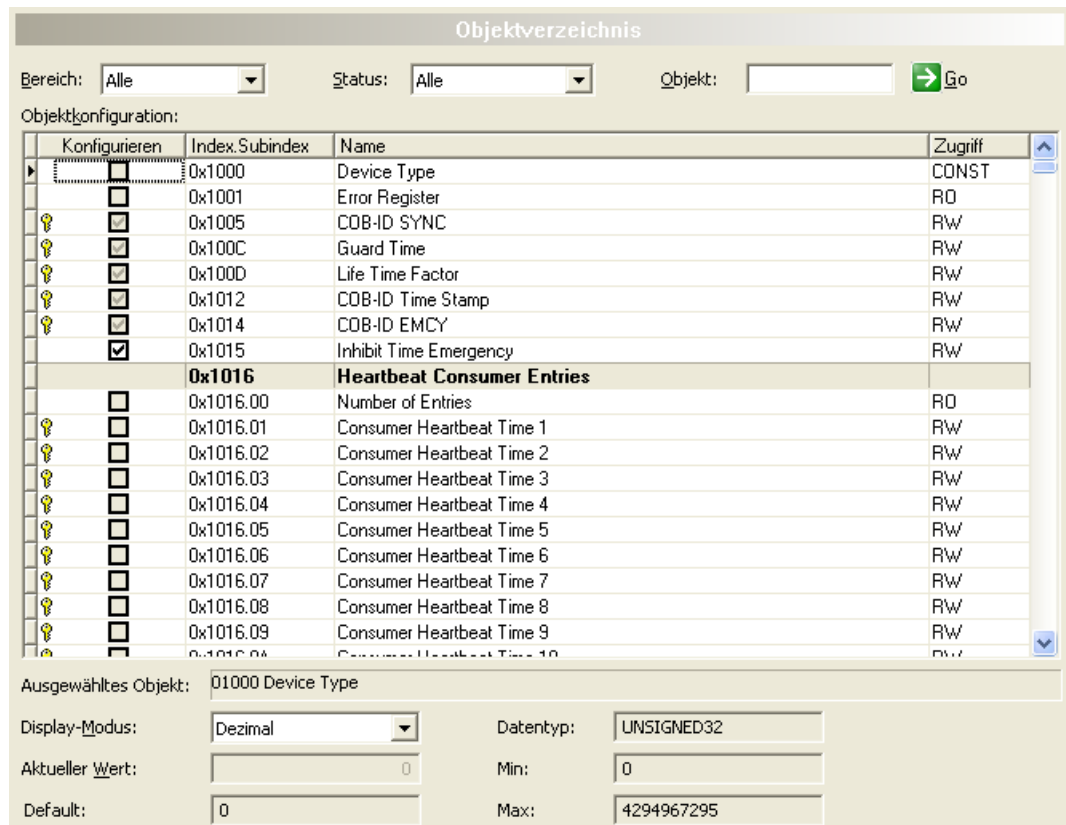 Objektverzeichnis
Bereich: Alle Status: Alle Objekt: Go
Objektkonfiguration:
Konfigurieren Index.Subindex Name Zugriff
0x1000 Device Type CONST
0x1001 Error Register RO
0x1005 COB-ID SYNC RW
0x100C Guard Time RW
0x100D Life Time Factor RW
0x1012 COB-ID Time Stamp RW
0x1014 COB-ID EMCY RW
0x1015 Inhibit Time Emergency RW
0x1016 Heartbeat Consumer Entries
0x1016.00 Number of Entries RO
0x1016.01 Consumer Heartbeat Time 1 RW
0x1016.02 Consumer Heartbeat Time 2 RW
0x1016.03 Consumer Heartbeat Time 3 RW
0x1016.04 Consumer Heartbeat Time 4 RW
0x1016.05 Consumer Heartbeat Time 5 RW
0x1016.06 Consumer Heartbeat Time 6 RW
0x1016.07 Consumer Heartbeat Time 7 RW
0x1016.08 Consumer Heartbeat Time 8 RW
0x1016.09 Consumer Heartbeat Time 9 RW
0x1016.0A Consumer Heartbeat Time 10 RW
Ausgewähltes Objekt: 01000 Device Type
Display-Modus: Dezimal Datentyp: UNSIGNED32
Aktueller Wert: 0 Min: 0
Default: 0 Max: 4294967295